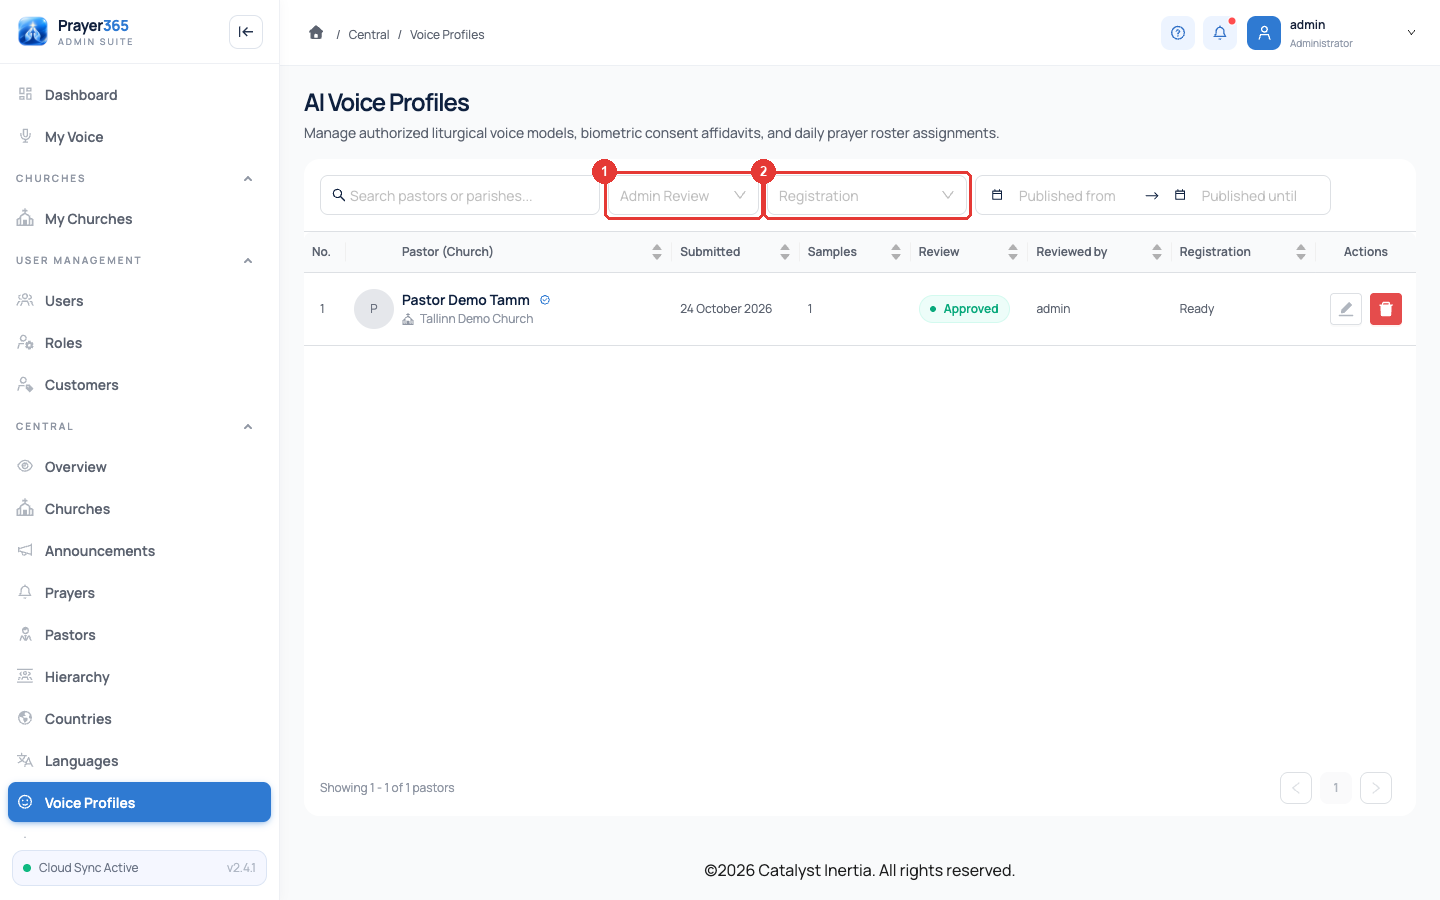 Prayer365
ADMIN SUITE
/ Central / Voice Profiles
admin
Administrator
Dashboard
My Voice
CHURCHES
My Churches
USER MANAGEMENT
Users
Roles
Customers
CENTRAL
Overview
Churches
Announcements
Prayers
Pastors
Hierarchy
Countries
Languages
Voice Profiles
Cloud Sync Active v2.4.1
AI Voice Profiles
Manage authorized liturgical voice models, biometric consent affidavits, and daily prayer roster assignments.
1 2
Search pastors or parishes... Admin Review Registration Published from → Published until
No. Pastor (Church) Submitted Samples Review Reviewed by Registration Actions
1 P Pastor Demo Tamm 24 October 2026 1 Approved admin Ready
Tallinn Demo Church
Showing 1 - 1 of 1 pastors 1
©2026 Catalyst Inertia. All rights reserved.